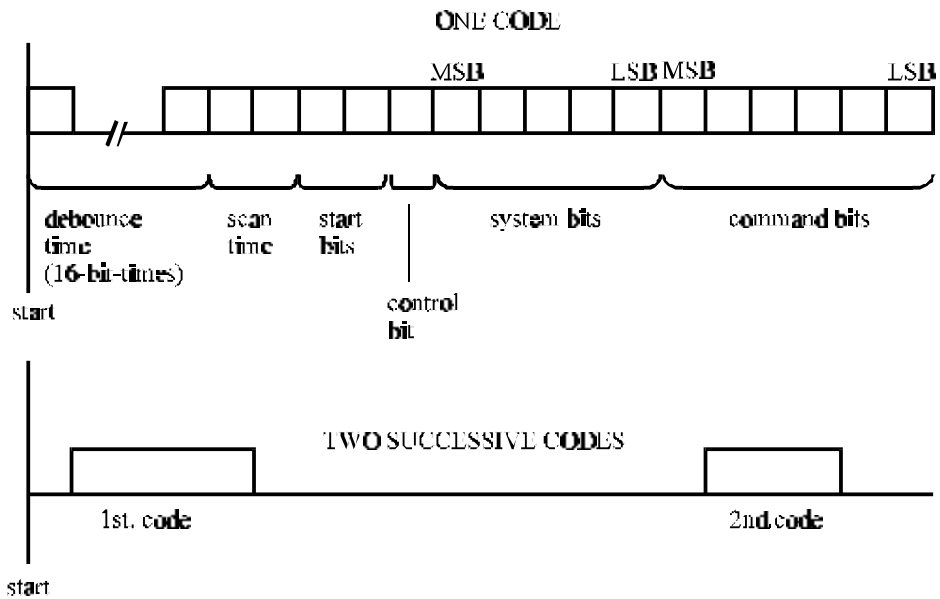 ONE CODE
MSB
LSB MSB
LSB
debounce
time
(16-bit-times)
scan
time
start
bits
control
bit
system bits
command bits
start
TWO SUCCESSIVE CODES
1st. code
2nd.code
start